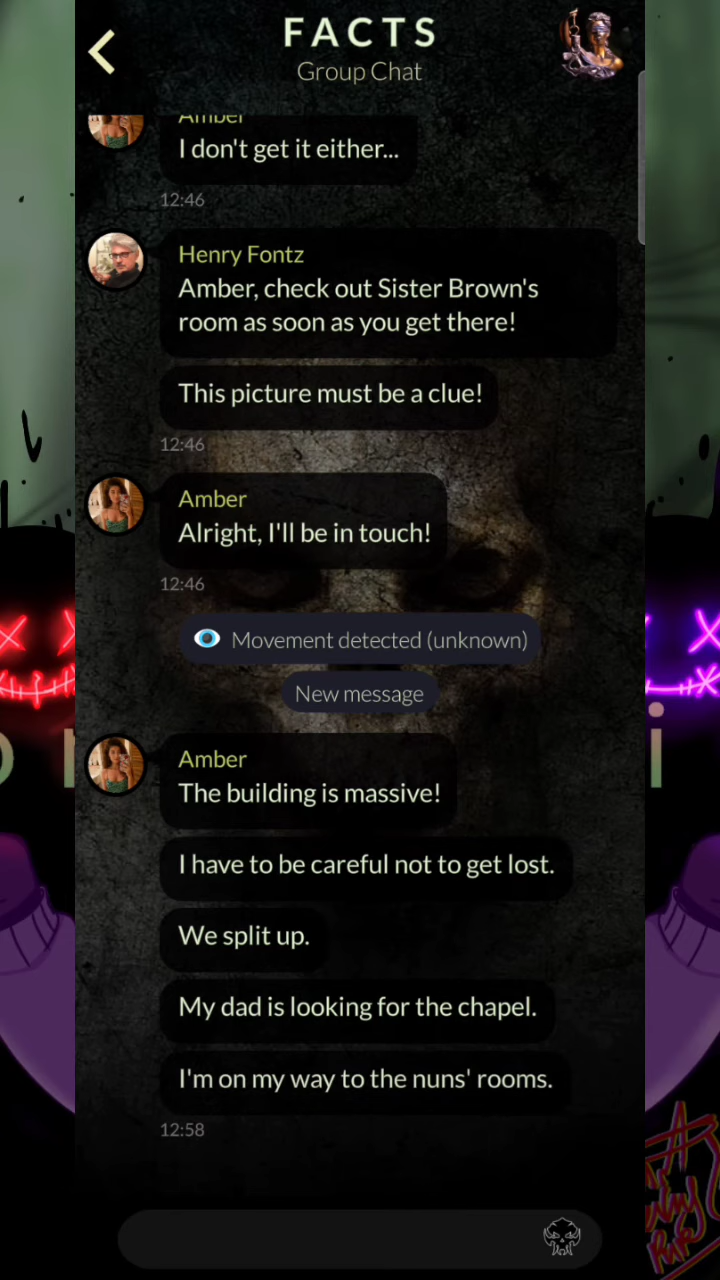 FACTS
Group Chat
Amber
I don't get it either...
12:46
Henry Fontz
Amber, check out Sister Brown's
room as soon as you get there!
This picture must be a clue!
12:46
Amber
Alright, I'll be in touch!
12:46
Movement detected (unknown)
New message
Amber
The building is massive!
I have to be careful not to get lost.
We split up.
My dad is looking for the chapel.
I'm on my way to the nuns' rooms.
12:58